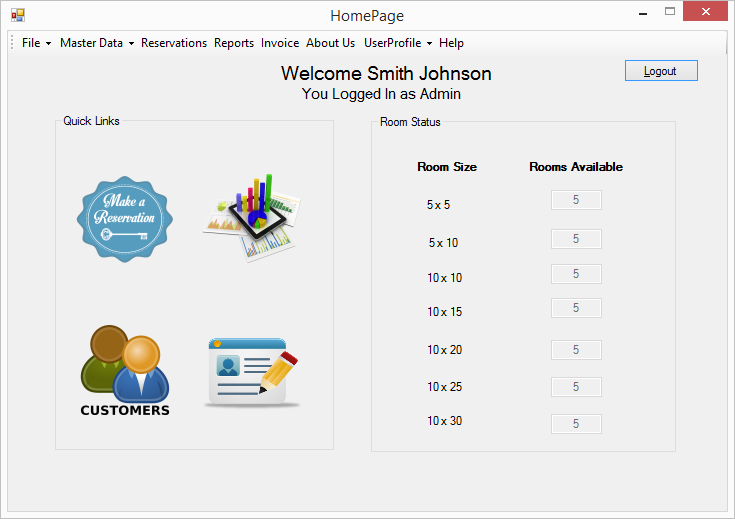 HomePage
File Master Data Reservations Reports Invoice About Us UserProfile Help
Welcome Smith Johnson
You Logged In as Admin
Logout
Quick Links
Make a
Reservation
CUSTOMERS
Room Status
Room Size Rooms Available
5 x 5 5
5 x 10 5
10 x 10 5
10 x 15 5
10 x 20 5
10 x 25 5
10 x 30 5